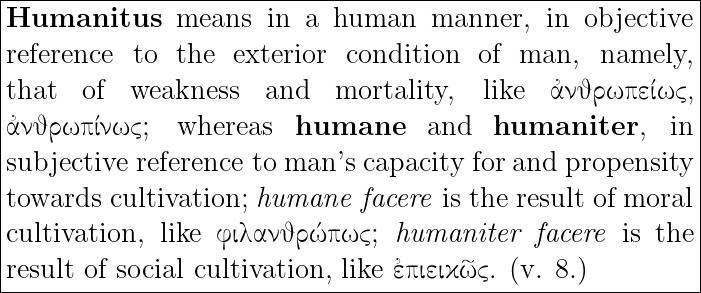 Humanitus means in a human manner, in objective
reference to the exterior condition of man, namely,
that of weakness and mortality, like ἀνθρωπείως,
ἀνθρωπίνως; whereas humane and humaniter, in
subjective reference to man's capacity for and propensity
towards cultivation; humane facere is the result of moral
cultivation, like φιλανθρώπως; humaniter facere is the
result of social cultivation, like ἐπιεικῶς. (v. 8.)